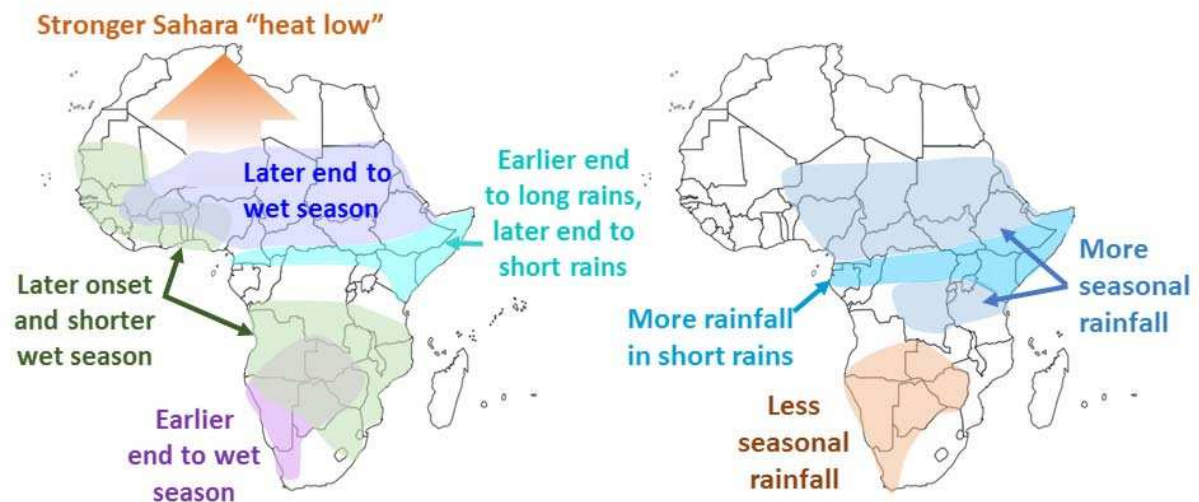 Stronger Sahara “heat low”
Later end to
wet season
Earlier end
to long rains,
later end to
short rains
Later onset
and shorter
wet season
Earlier
end to wet
season
More
seasonal
rainfall
More rainfall
in short rains
Less
seasonal
rainfall